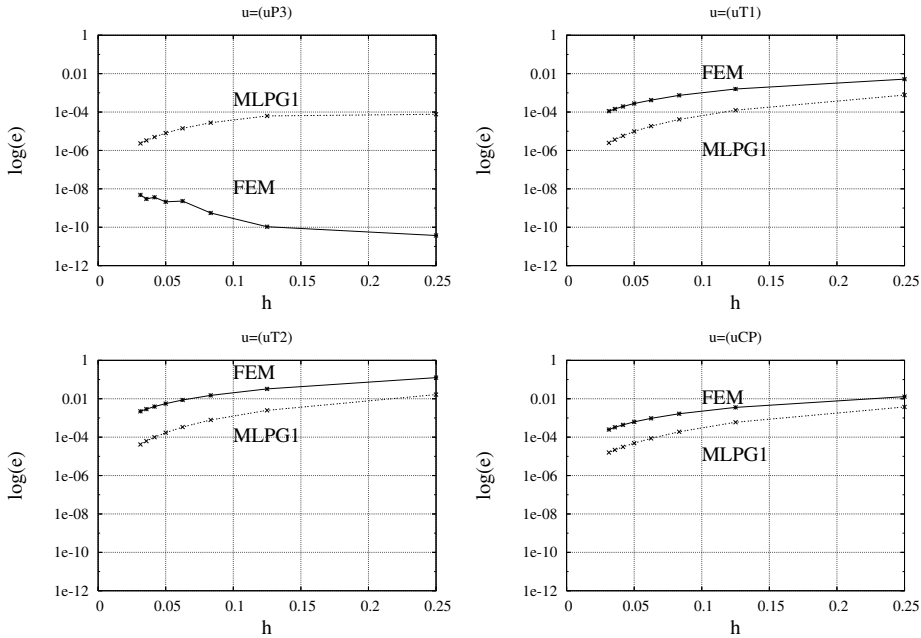 u=(uP3)
1
0.01
1e-04
1e-06
1e-08
1e-10
1e-12
log(e)
MLPG1
FEM
0 0.05 0.1 0.15 0.2 0.25
h
u=(uT1)
1
0.01
1e-04
1e-06
1e-08
1e-10
1e-12
log(e)
FEM
MLPG1
0 0.05 0.1 0.15 0.2 0.25
h
u=(uT2)
1
0.01
1e-04
1e-06
1e-08
1e-10
1e-12
log(e)
FEM
MLPG1
0 0.05 0.1 0.15 0.2 0.25
h
u=(uCP)
1
0.01
1e-04
1e-06
1e-08
1e-10
1e-12
log(e)
FEM
MLPG1
0 0.05 0.1 0.15 0.2 0.25
h